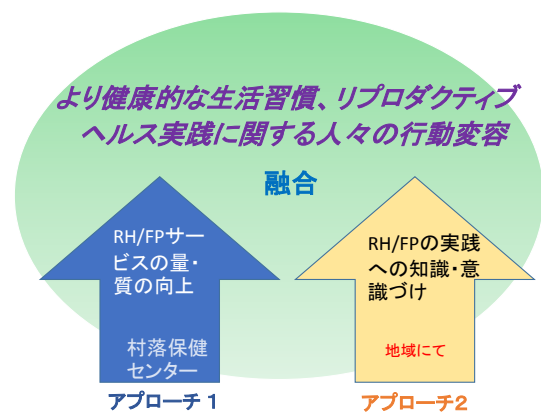 より健康的な生活習慣、リプロダクティブ
ヘルス実践に関する人々の行動変容
融合
RH/FPサー
ビスの量・
質の向上
村落保健
センター
アプローチ 1
RH/FPの実践
への知識・意
識づけ
地域にて
アプローチ2